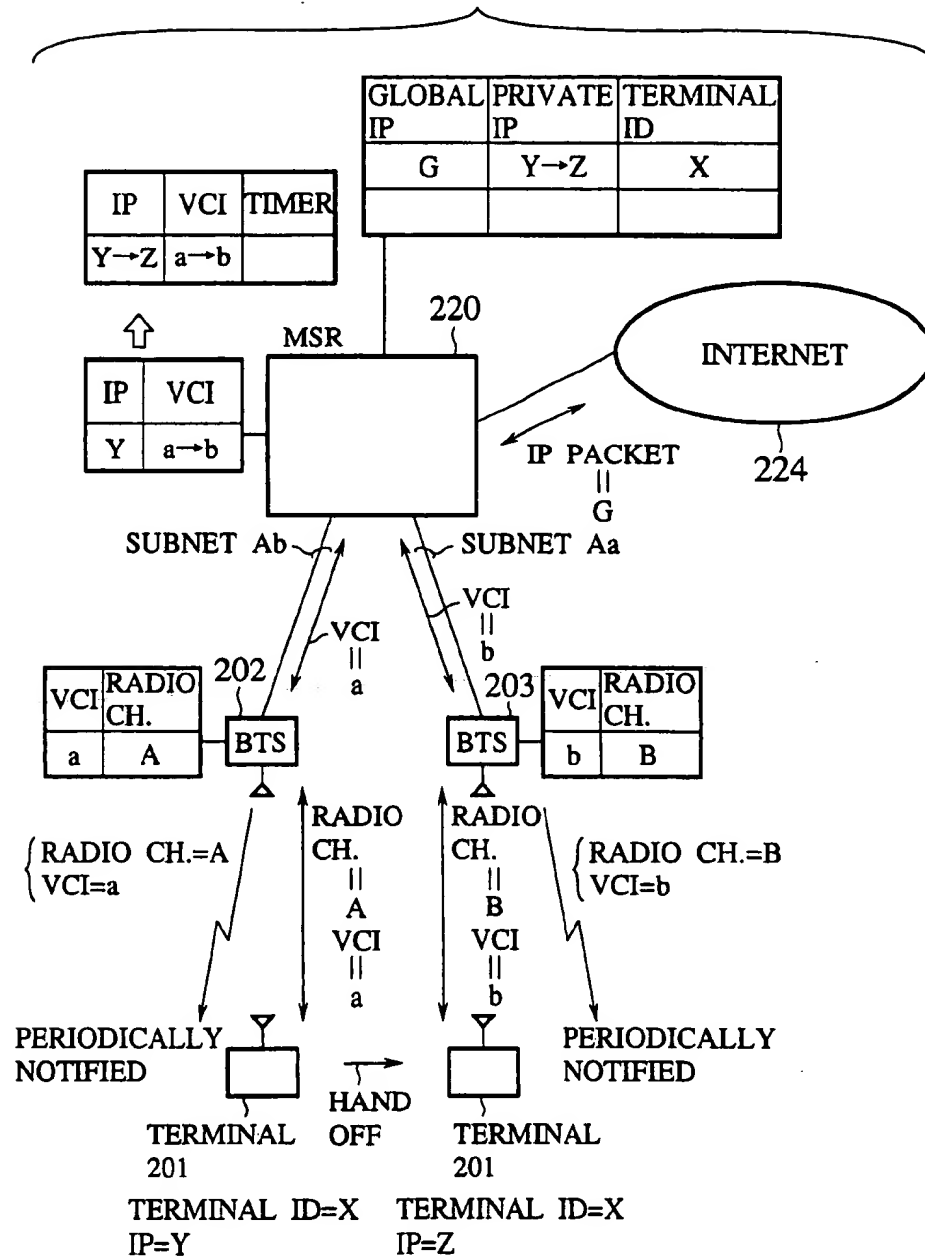 GLOBAL IP
PRIVATE IP
TERMINAL ID
G
Y→Z
X
IP
VCI
TIMER
Y→Z
a→b
MSR
220
INTERNET
224
IP
VCI
Y
a→b
IP PACKET
=
G
SUBNET Ab
SUBNET Aa
VCI
=
a
VCI
=
b
202
203
VCI
RADIO CH.
a
A
BTS
BTS
VCI
RADIO CH.
b
B
RADIO CH.=A
VCI=a
RADIO
CH.
=
A
VCI
=
a
RADIO
CH.
=
B
VCI
=
b
RADIO CH.=B
VCI=b
PERIODICALLY
NOTIFIED
HAND
OFF
PERIODICALLY
NOTIFIED
TERMINAL
201
TERMINAL
201
TERMINAL ID=X
IP=Y
TERMINAL ID=X
IP=Z